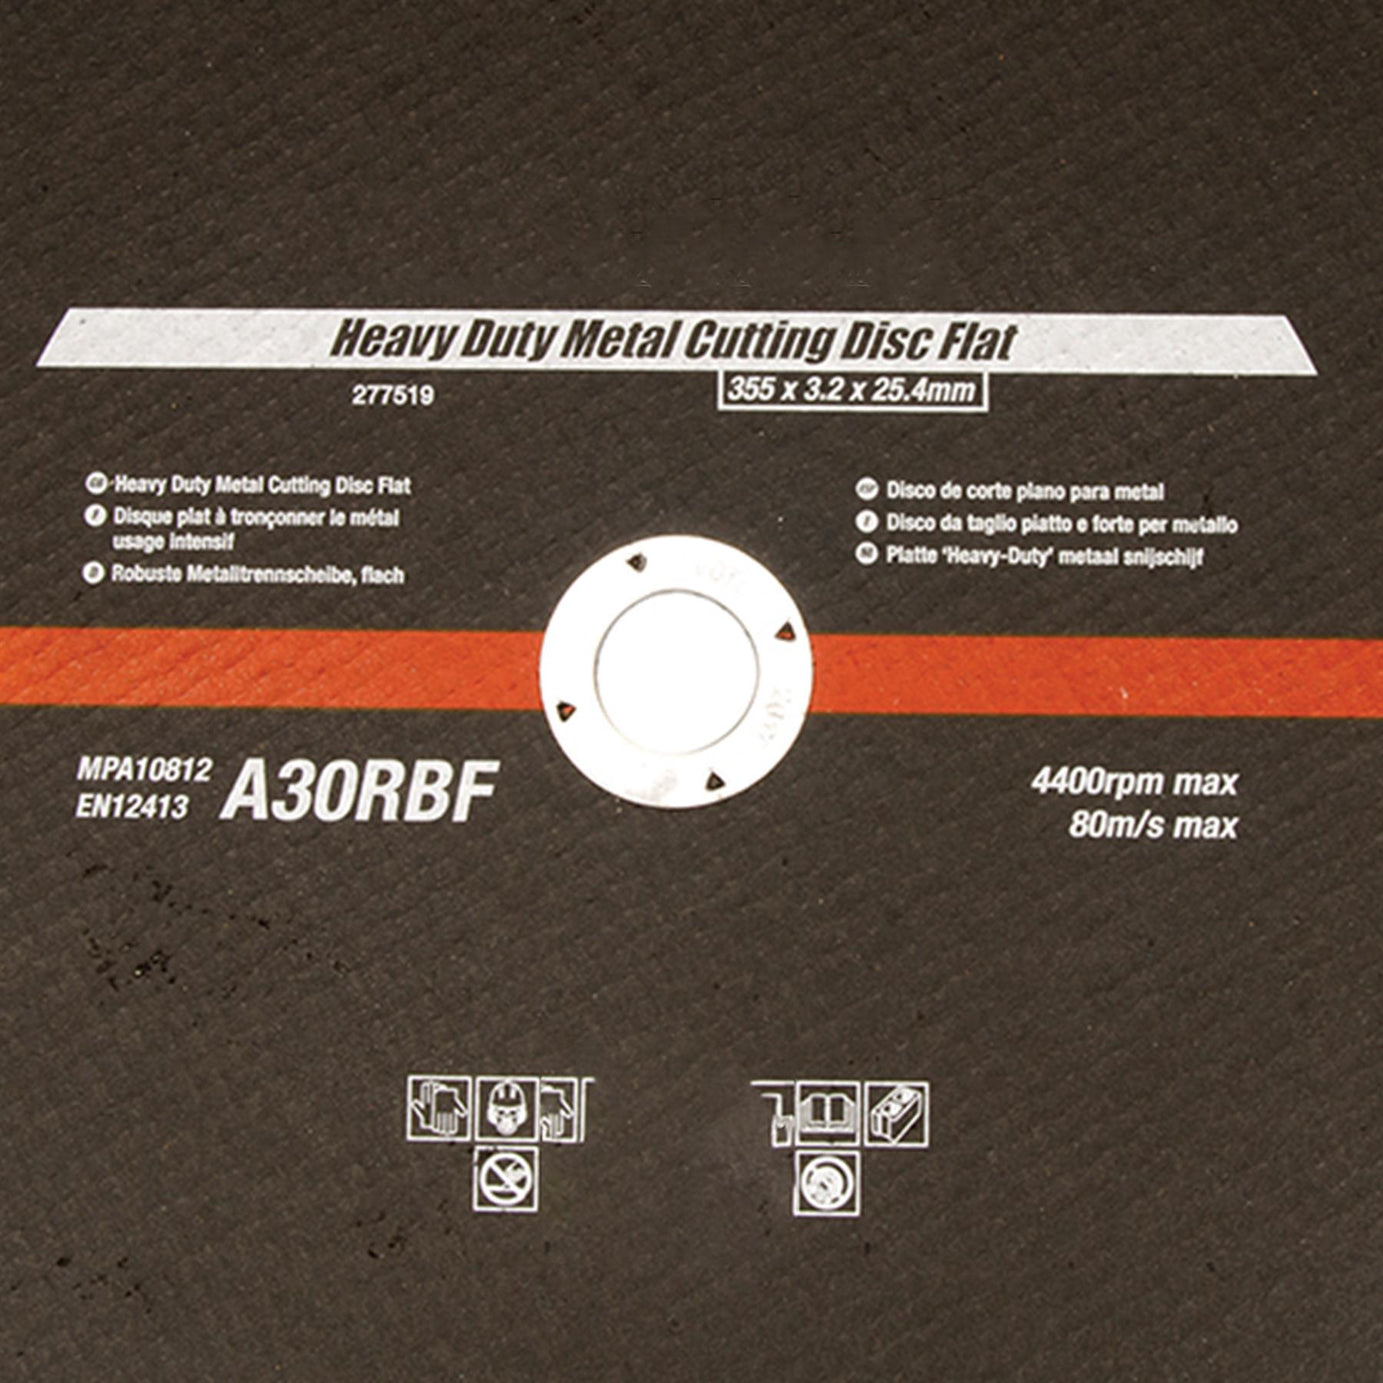 Heavy Duty Metal Cutting Disc Flat
277519
355 x 3.2 x 25.4mm
Heavy Duty Metal Cutting Disc Flat
Disque plat à tronçonner le métal
usage intensif
Robuste Metalltrennscheibe, flach
Disco de corte plano para metal
Disco da taglio piatto e forte per metallo
Platte 'Heavy-Duty' metaal snijschijf
MPA10812
EN12413
A30RBF
4400rpm max
80m/s max